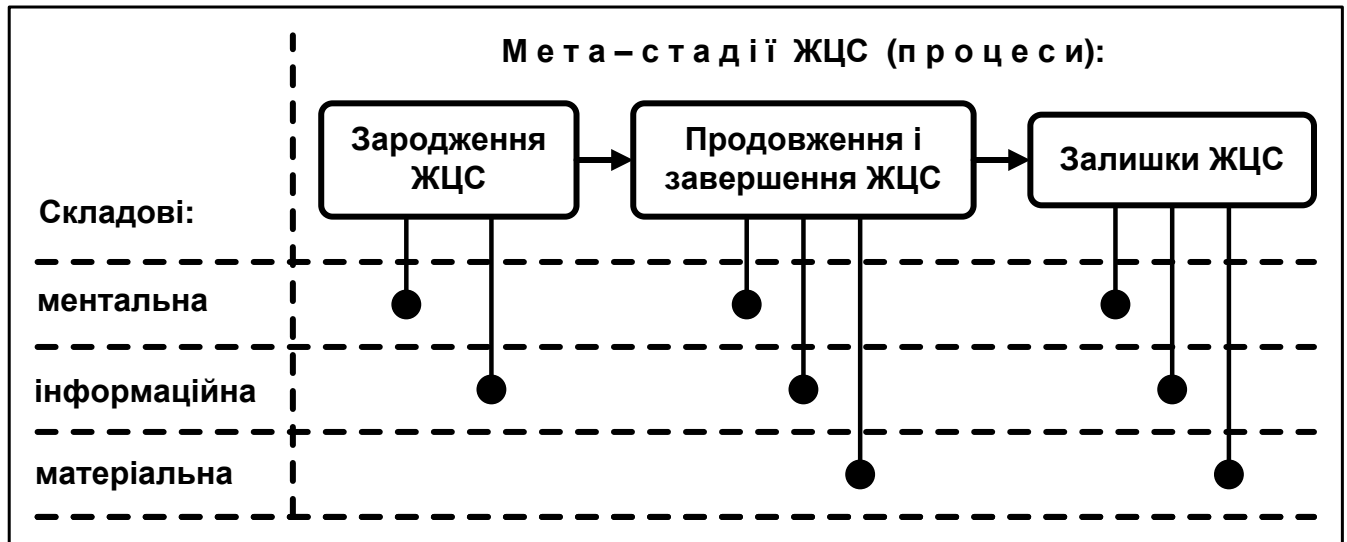 М е т а – с т а д і ї ЖЦС (п р о ц е с и):
Зародження
ЖЦС
Продовження і
завершення ЖЦС
Залишки ЖЦС
Складові:
ментальна
інформаційна
матеріальна